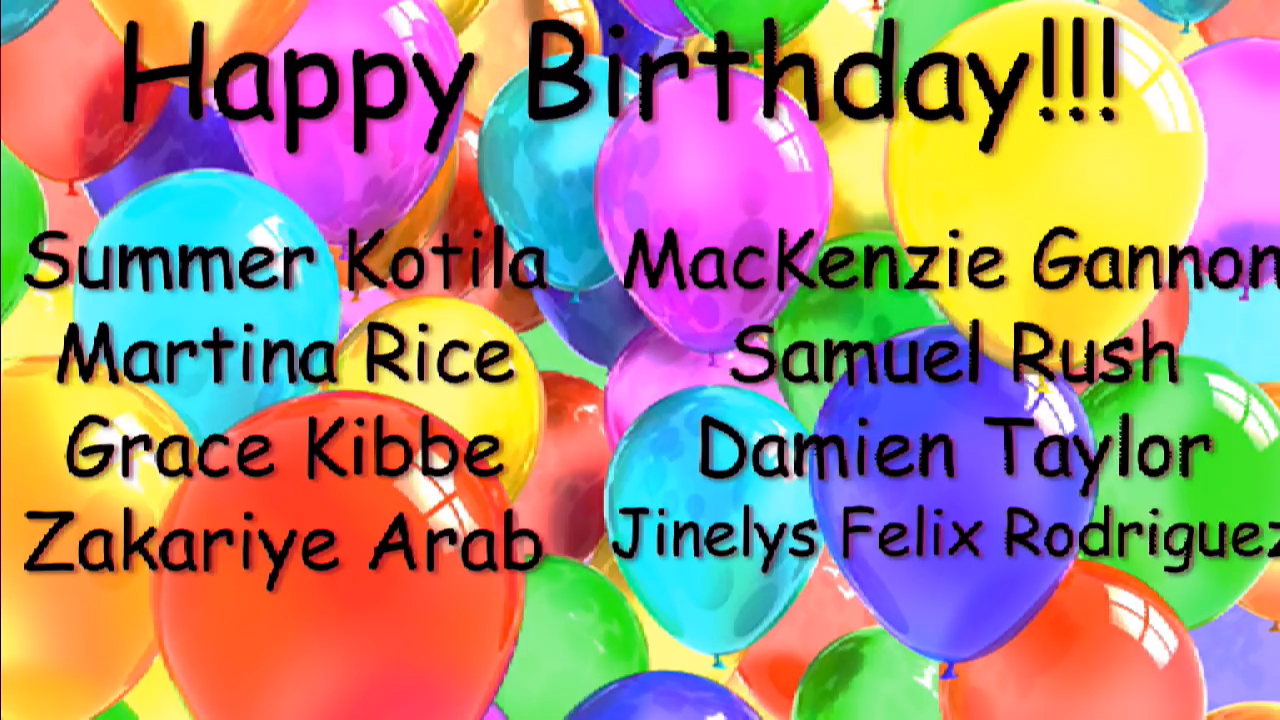 Happy Birthday!!!
Summer Kotila
Martina Rice
Grace Kibbe
Zakariye Arab
MacKenzie Gannon
Samuel Rush
Damien Taylor
Jinelys Felix Rodriguez